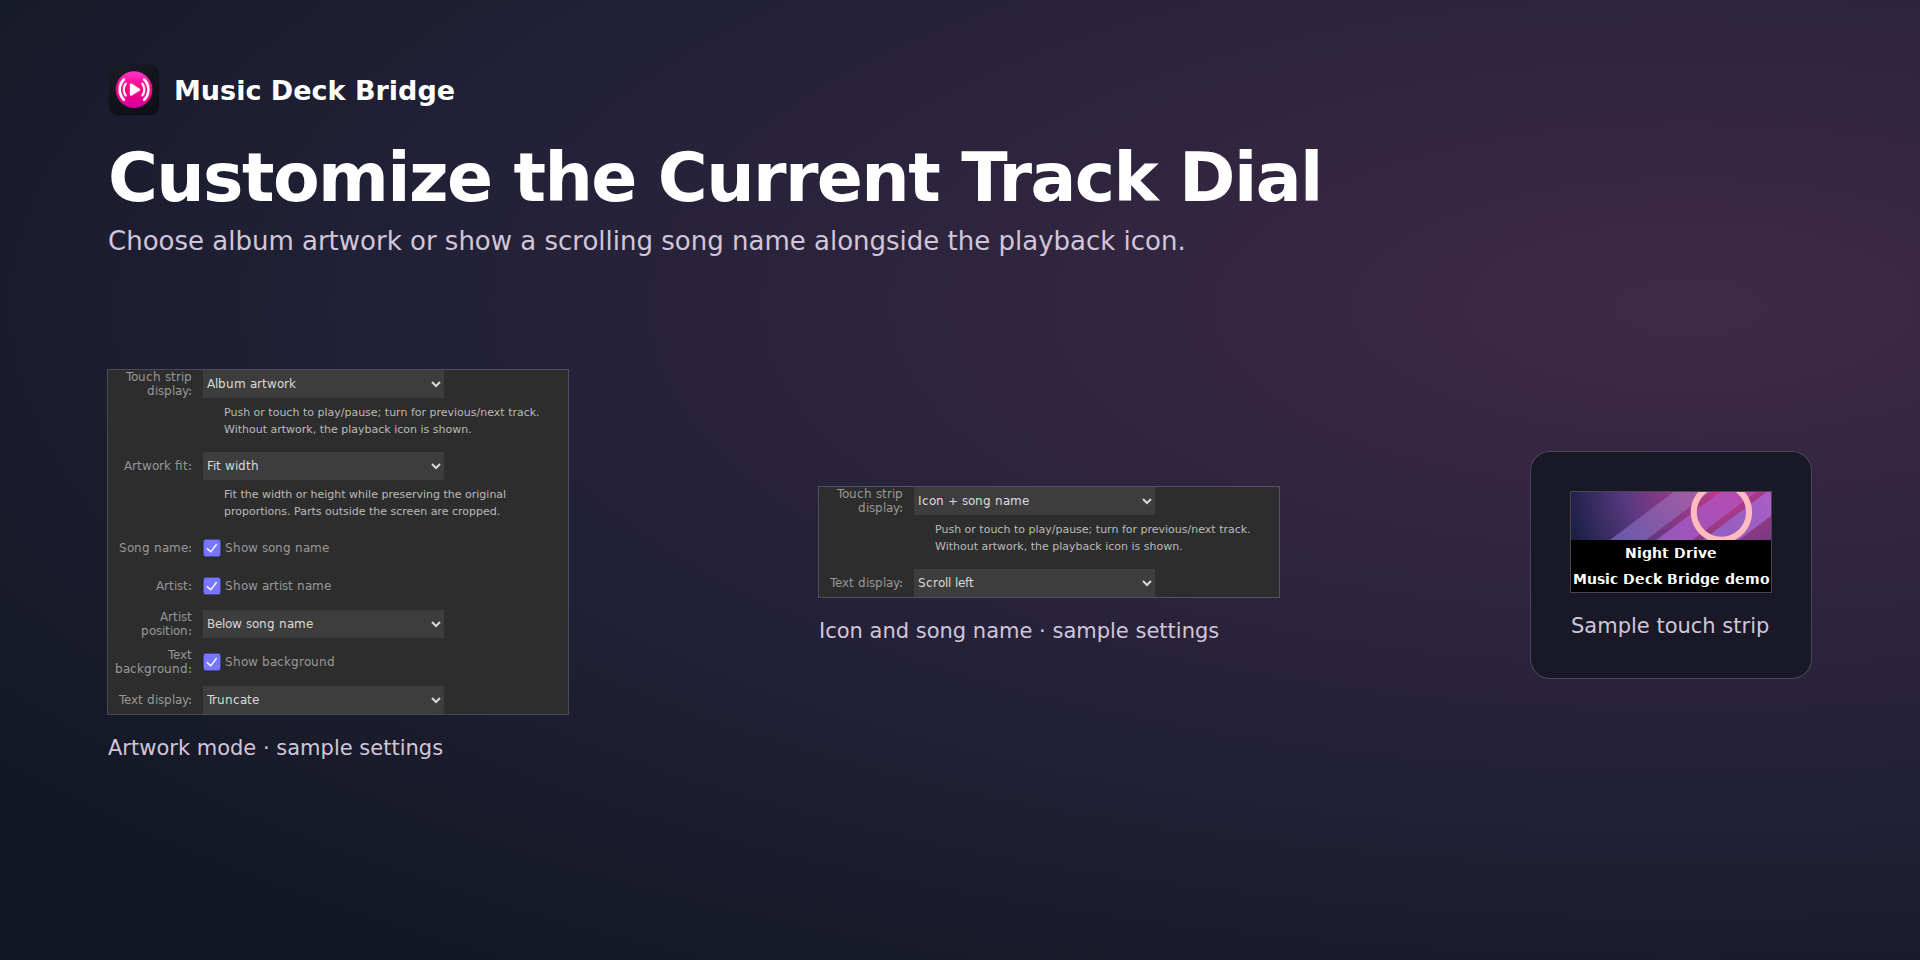 Music Deck Bridge
Customize the Current Track Dial
Choose album artwork or show a scrolling song name alongside the playback icon.
Touch strip
display:
Album artwork
Push or touch to play/pause; turn for previous/next track.
Without artwork, the playback icon is shown.
Artwork fit:
Fit width
Fit the width or height while preserving the original
proportions. Parts outside the screen are cropped.
Song name:
Show song name
Artist:
Show artist name
Artist
position:
Below song name
Text
background:
Show background
Text display:
Truncate
Artwork mode · sample settings
Touch strip
display:
Icon + song name
Push or touch to play/pause; turn for previous/next track.
Without artwork, the playback icon is shown.
Text display:
Scroll left
Icon and song name · sample settings
Night Drive
Music Deck Bridge demo
Sample touch strip